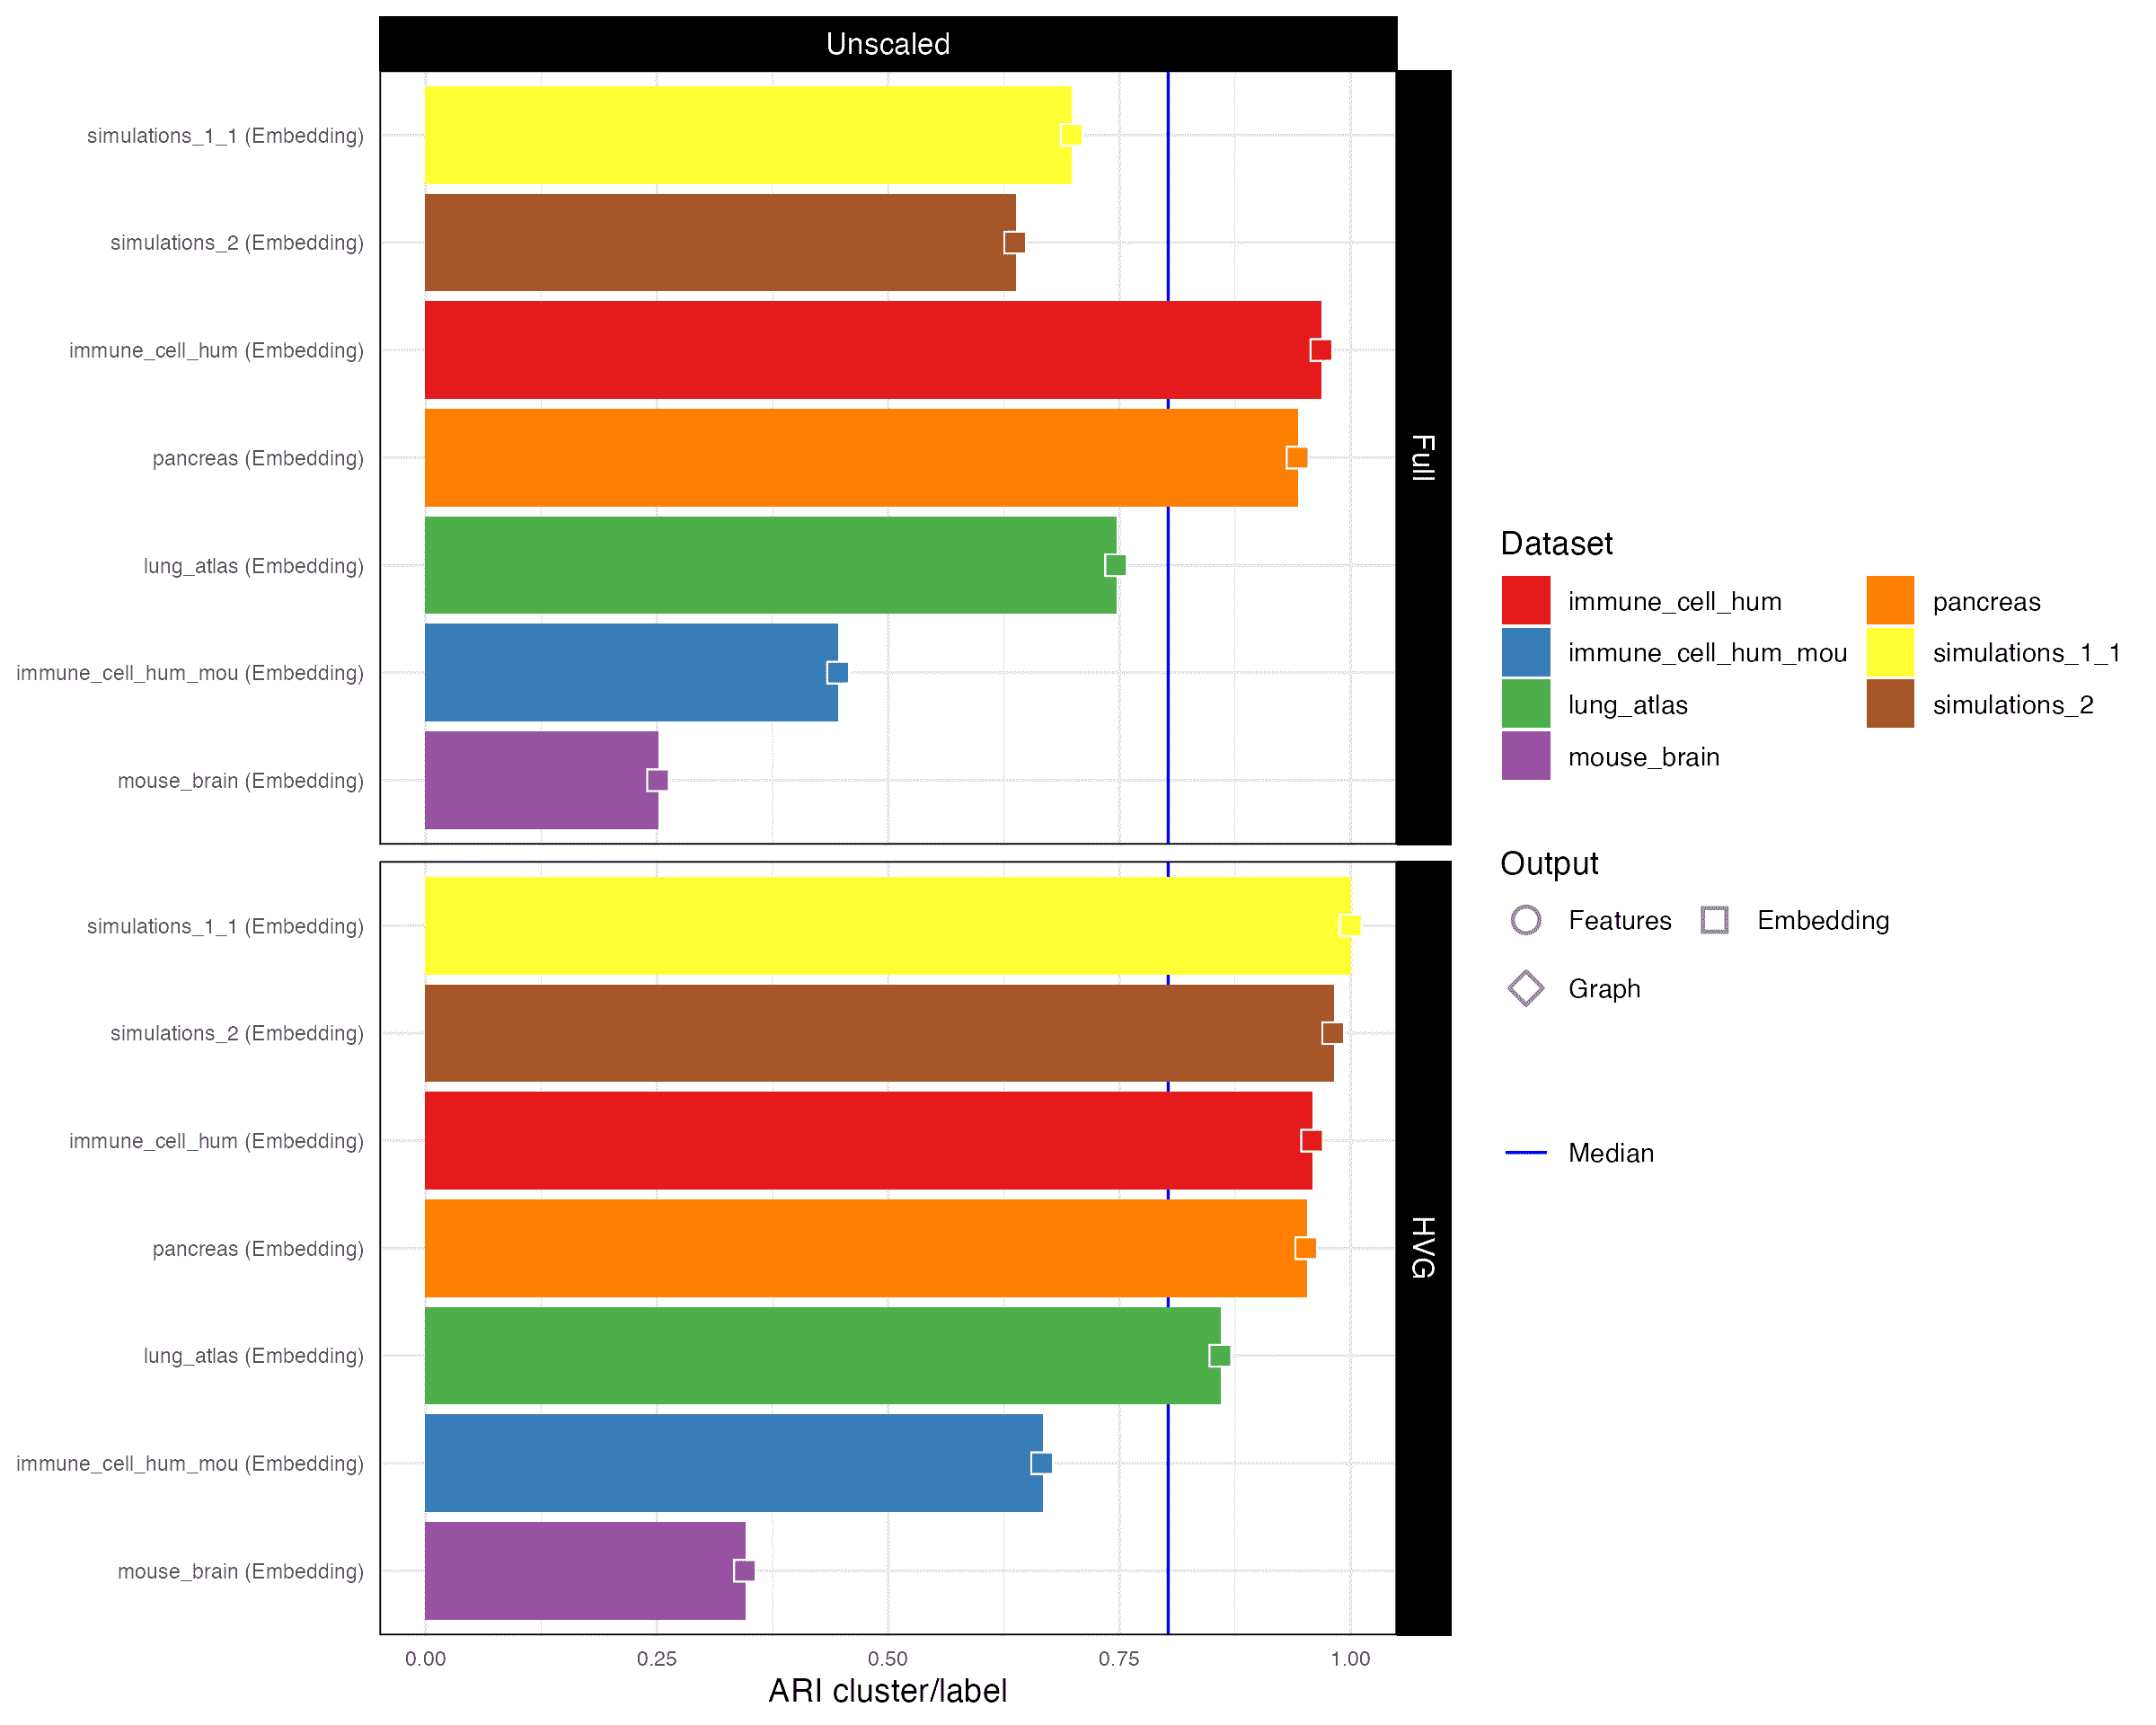 Unscaled
simulations_1_1 (Embedding)
simulations_2 (Embedding)
immune_cell_hum (Embedding)
pancreas (Embedding)
lung_atlas (Embedding)
immune_cell_hum_mou (Embedding)
mouse_brain (Embedding)
Full
simulations_1_1 (Embedding)
simulations_2 (Embedding)
immune_cell_hum (Embedding)
pancreas (Embedding)
lung_atlas (Embedding)
immune_cell_hum_mou (Embedding)
mouse_brain (Embedding)
HVG
0.00 0.25 0.50 0.75 1.00
ARI cluster/label
Dataset
immune_cell_hum pancreas
immune_cell_hum_mou simulations_1_1
lung_atlas simulations_2
mouse_brain
Output
Features Embedding
Graph
Median